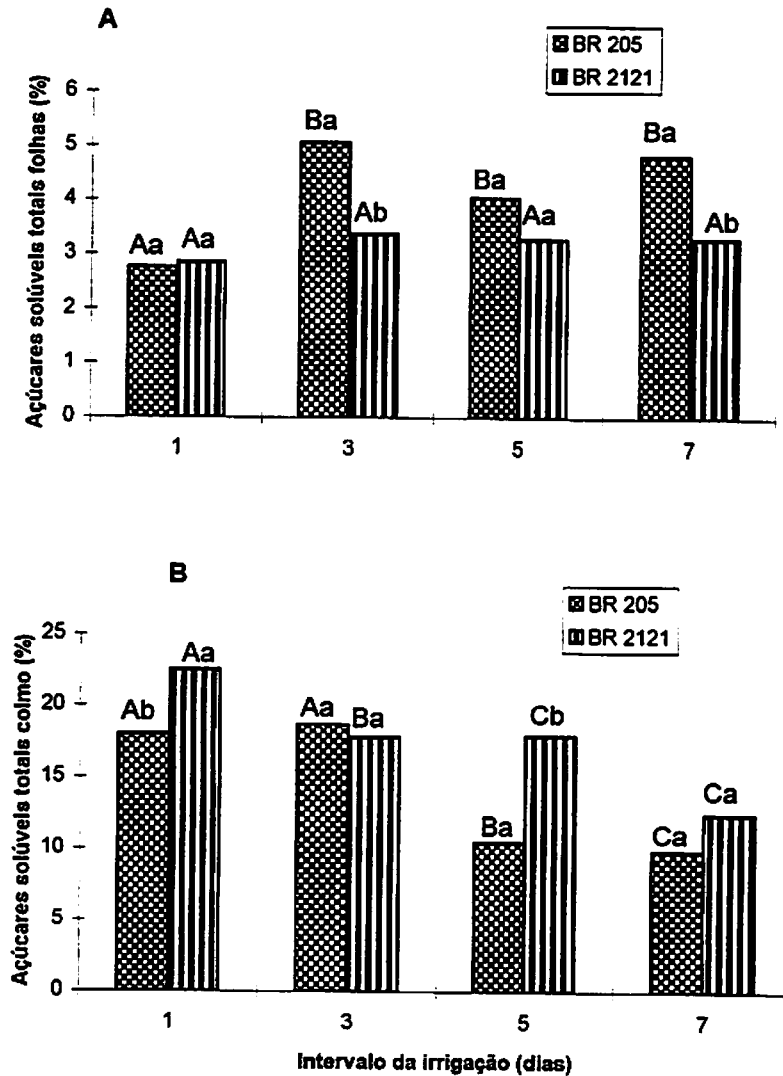 A
BR 205
BR 2121
Açúcares solúvels totais folhas (%)
6
5
4
3
2
1
0
Aa
Aa
Ba
Ab
Ba
Aa
Ba
Ab
1
3
5
7
B
BR 205
BR 2121
Açúcares solúvels totais colmo (%)
25
20
15
10
5
0
Ab
Aa
Aa
Ba
Ba
Cb
Ca
Ca
1
3
5
7
Intervalo da irrigação (dias)